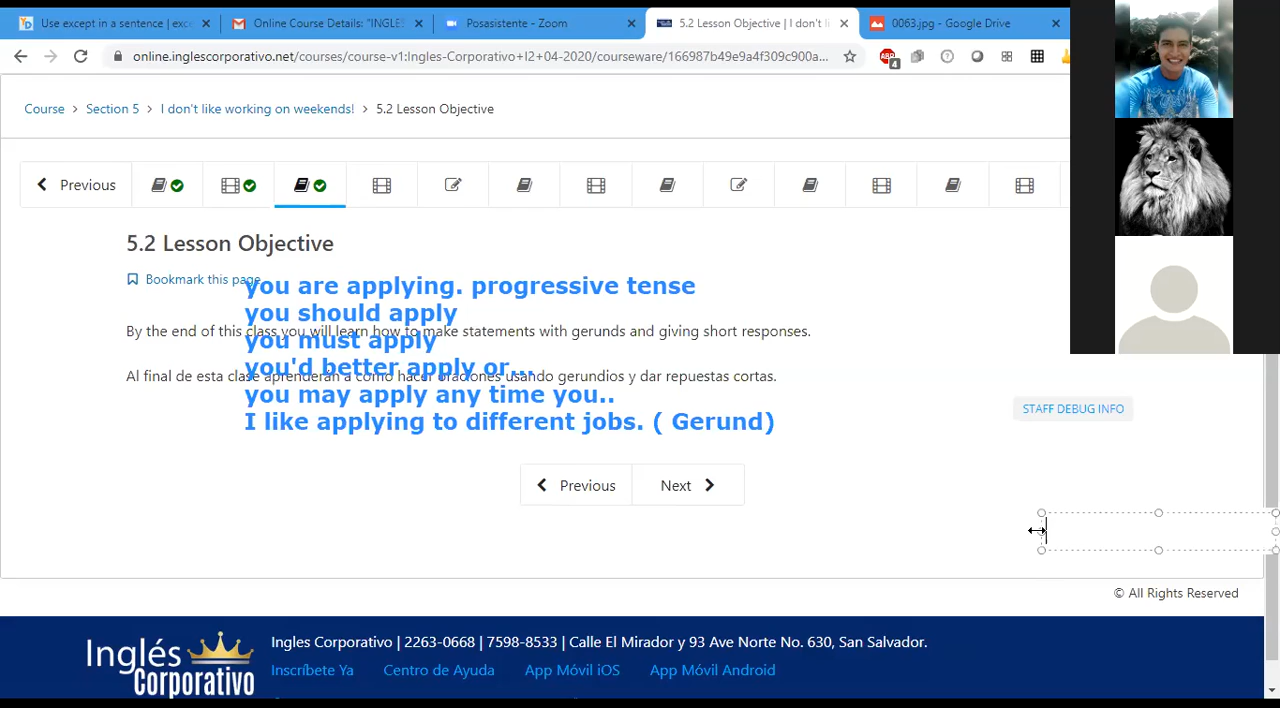 Use except in a sentence | exce
Online Course Details: "INGLES
Posasistente - Zoom
5.2 Lesson Objective | I don't li
0063.jpg - Google Drive
online.inglescorporativo.net/courses/course-v1:Ingles-Corporativo+I2+04-2020/courseware/166987b49e9a4f309c900a...
4
Course > Section 5 > I don't like working on weekends! > 5.2 Lesson Objective
Previous
5.2 Lesson Objective
Bookmark this page
you are applying. progressive tense
you should apply
By the end of this class you will learn how to make statements with gerunds and giving short responses.
you must apply
you'd better apply or...
Al final de esta clase aprenderán a cómo hacer oraciones usando gerundios y dar repuestas cortas.
you may apply any time you..
STAFF DEBUG INFO
I like applying to different jobs. ( Gerund)
Previous Next
© All Rights Reserved
Inglés Corporativo
Ingles Corporativo | 2263-0668 | 7598-8533 | Calle El Mirador y 93 Ave Norte No. 630, San Salvador.
Inscríbete Ya Centro de Ayuda App Móvil iOS App Móvil Android